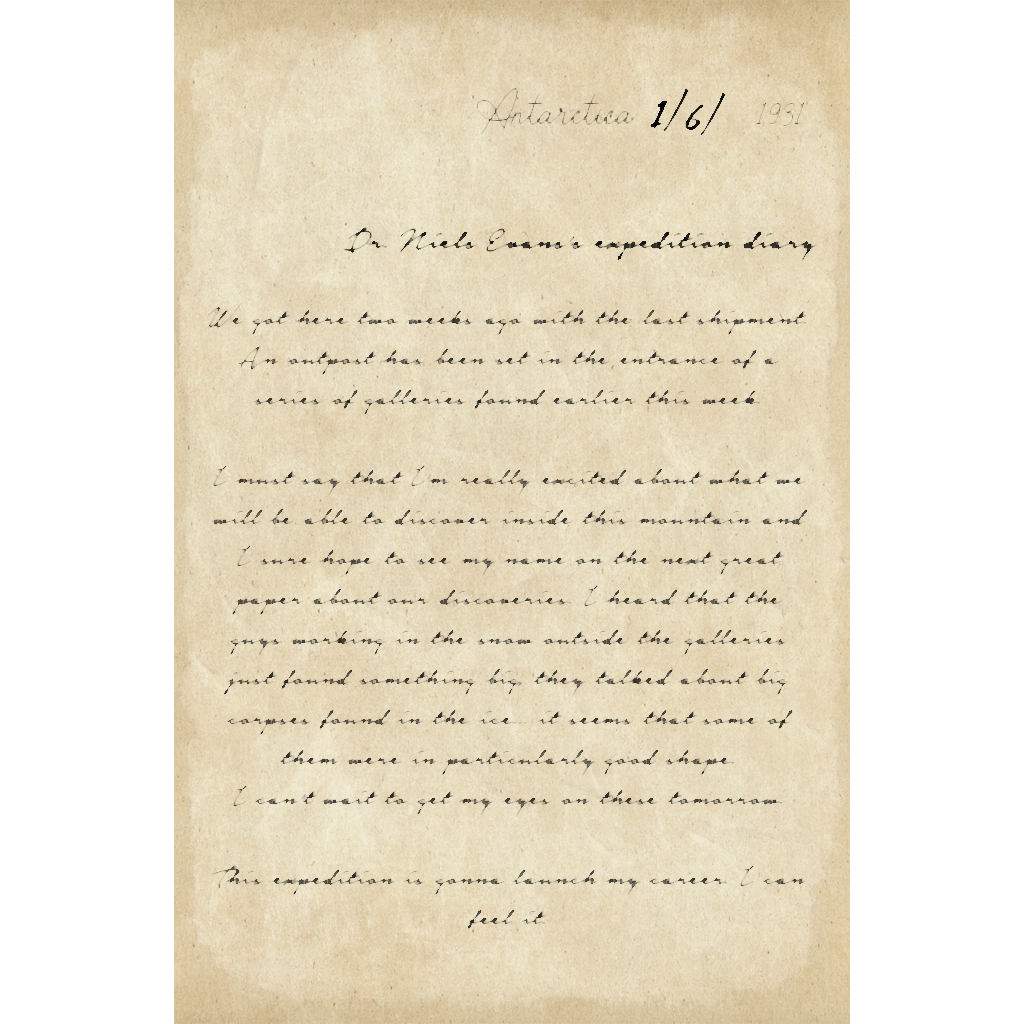 Antarctica 1/6/ 1931
Dr. Niels Evans's expedition diary
We got here two weeks ago with the last shipment.
An outpost has been set in the entrance of a
series of galleries found earlier this week.
I must say that I'm really excited about what we
will be able to discover inside this mountain and
I sure hope to see my name on the next great
paper about our discoveries. I heard that the
guys working in the snow outside the galleries
just found something big, they talked about big
corpses found in the ice... it seems that some of
them were in particularly good shape.
I can't wait to get my eyes on these tomorrow.
This expedition is gonna launch my career. I can
feel it.